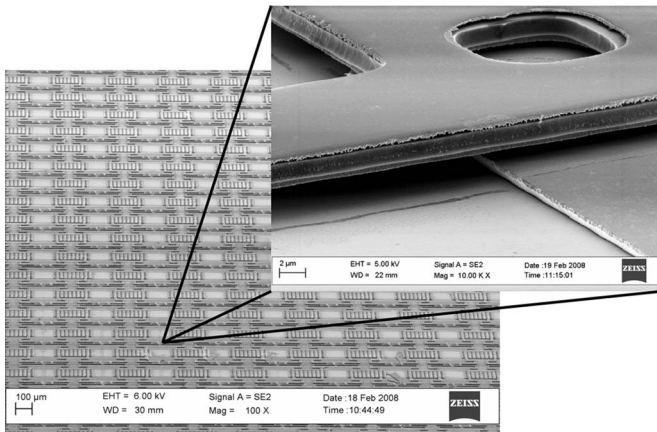 2 µm
EHT = 5.00 kV
WD = 22 mm
Signal A = SE2
Mag = 10.00 K X
Date :19 Feb 2008
Time :11:15:01
ZEISS
100 µm
EHT = 6.00 kV
WD = 30 mm
Signal A = SE2
Mag = 100 X
Date :18 Feb 2008
Time :10:44:49
ZEISS